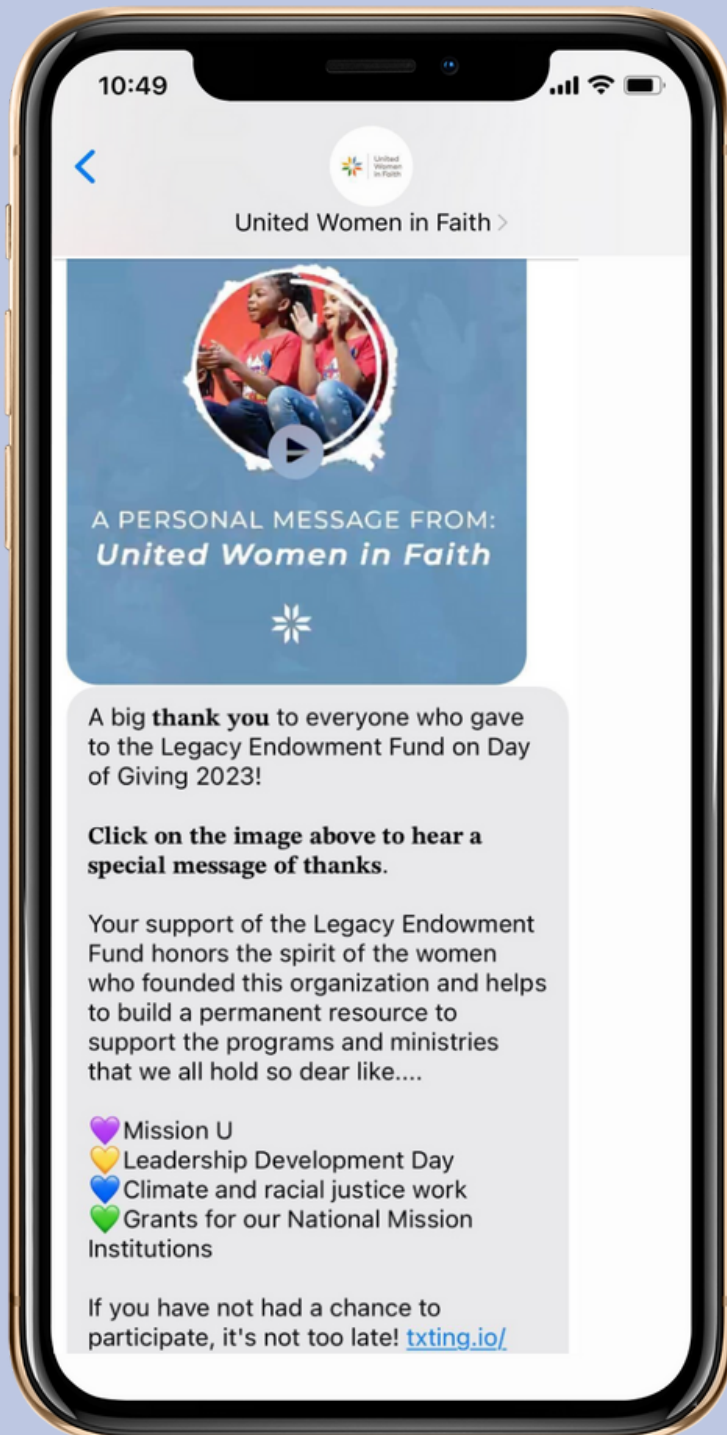 10:49
United
Women
in Faith
United Women in Faith
A PERSONAL MESSAGE FROM:
United Women in Faith
A big thank you to everyone who gave
to the Legacy Endowment Fund on Day
of Giving 2023!
Click on the image above to hear a
special message of thanks.
Your support of the Legacy Endowment
Fund honors the spirit of the women
who founded this organization and helps
to build a permanent resource to
support the programs and ministries
that we all hold so dear like....
💜Mission U
💛Leadership Development Day
💙Climate and racial justice work
💚Grants for our National Mission
Institutions
If you have not had a chance to
participate, it's not too late! txting.io/